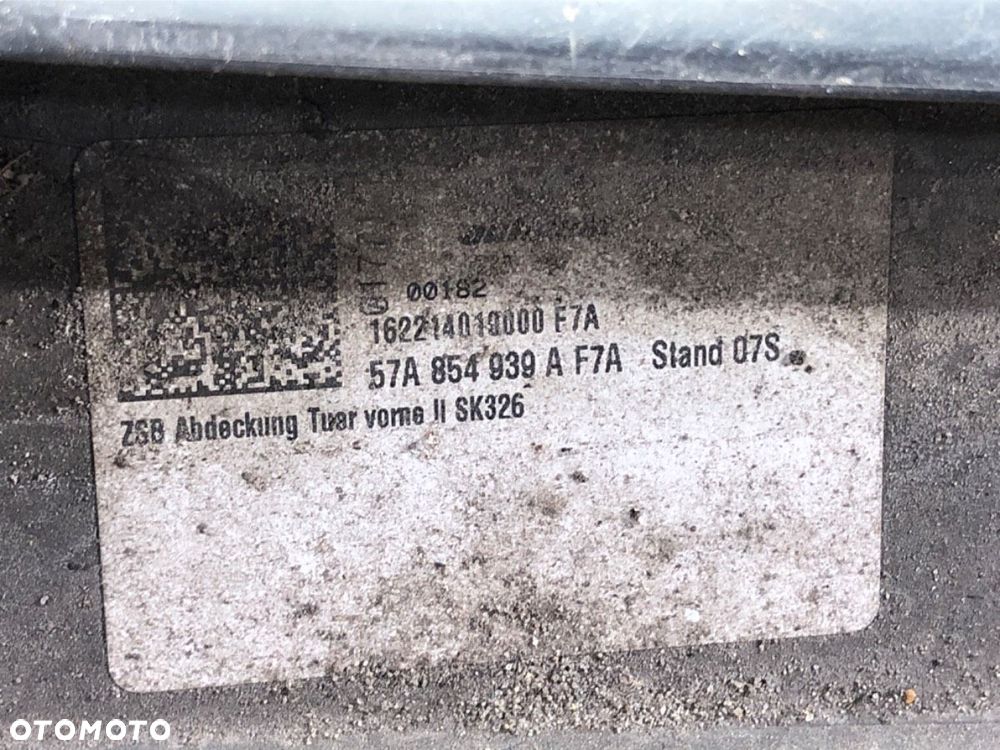 00182
162214010000 F7A
57A 854 939 A F7A Stand 07S
ZSB Abdeckung Tuer vorne li SK326
OTOMOTO